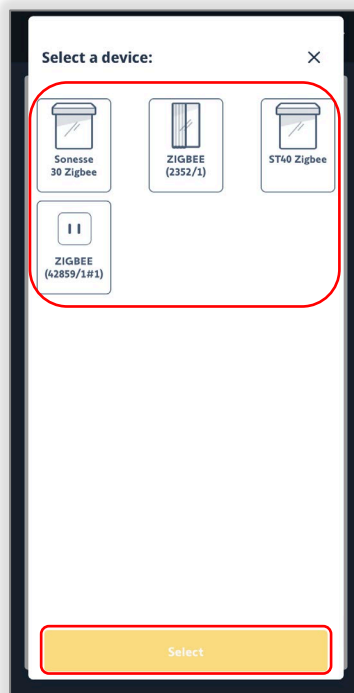 Select a device:
Sonesse
30 Zigbee
ZIGBEE
(2352/1)
ST40 Zigbee
ZIGBEE
(42859/1#1)
Select